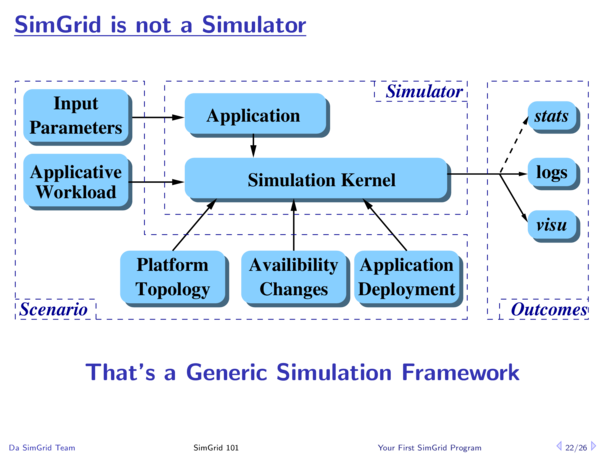 SimGrid is not a Simulator
Simulator
Input
Parameters
Application
stats
Applicative
Workload
Simulation Kernel
logs
visu
Platform
Topology
Availibility
Changes
Application
Deployment
Scenario
Outcomes
That's a Generic Simulation Framework
Da SimGrid Team
SimGrid 101
Your First SimGrid Program
22/26